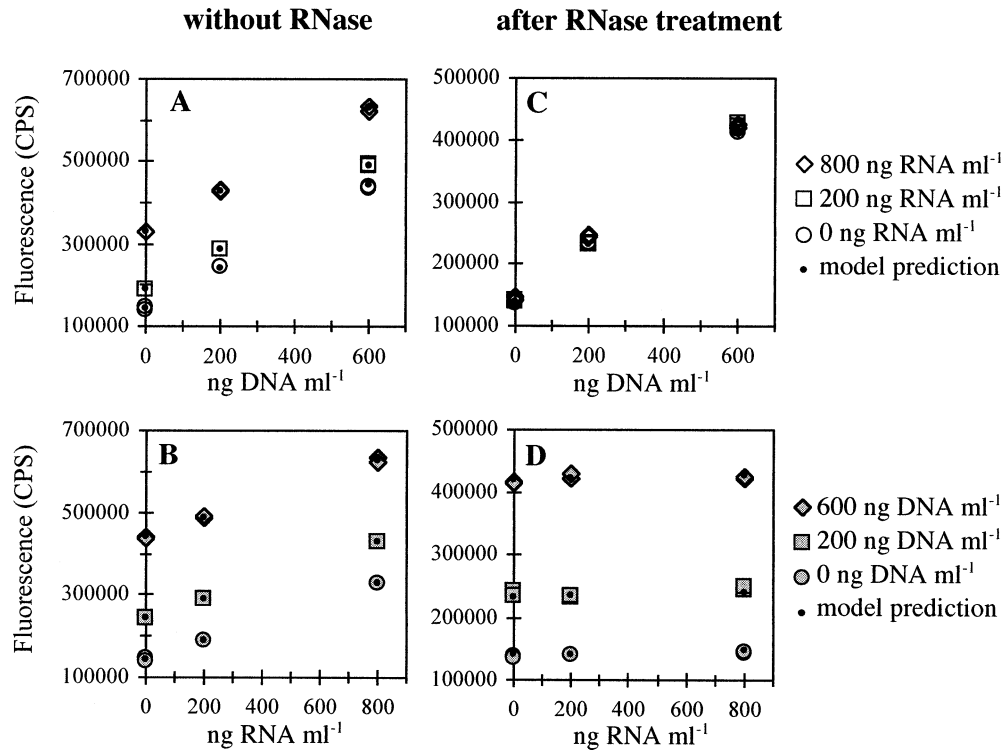 without RNase
after RNase treatment
Fluorescence (CPS)
700000
500000
300000
100000
A
0 200 400 600
ng DNA ml⁻¹
500000
400000
300000
200000
100000
C
0 200 400 600
ng DNA ml⁻¹
800 ng RNA ml⁻¹
200 ng RNA ml⁻¹
0 ng RNA ml⁻¹
model prediction
Fluorescence (CPS)
700000
500000
300000
100000
B
0 200 400 600 800
ng RNA ml⁻¹
500000
400000
300000
200000
100000
D
0 200 400 600 800
ng RNA ml⁻¹
600 ng DNA ml⁻¹
200 ng DNA ml⁻¹
0 ng DNA ml⁻¹
model prediction